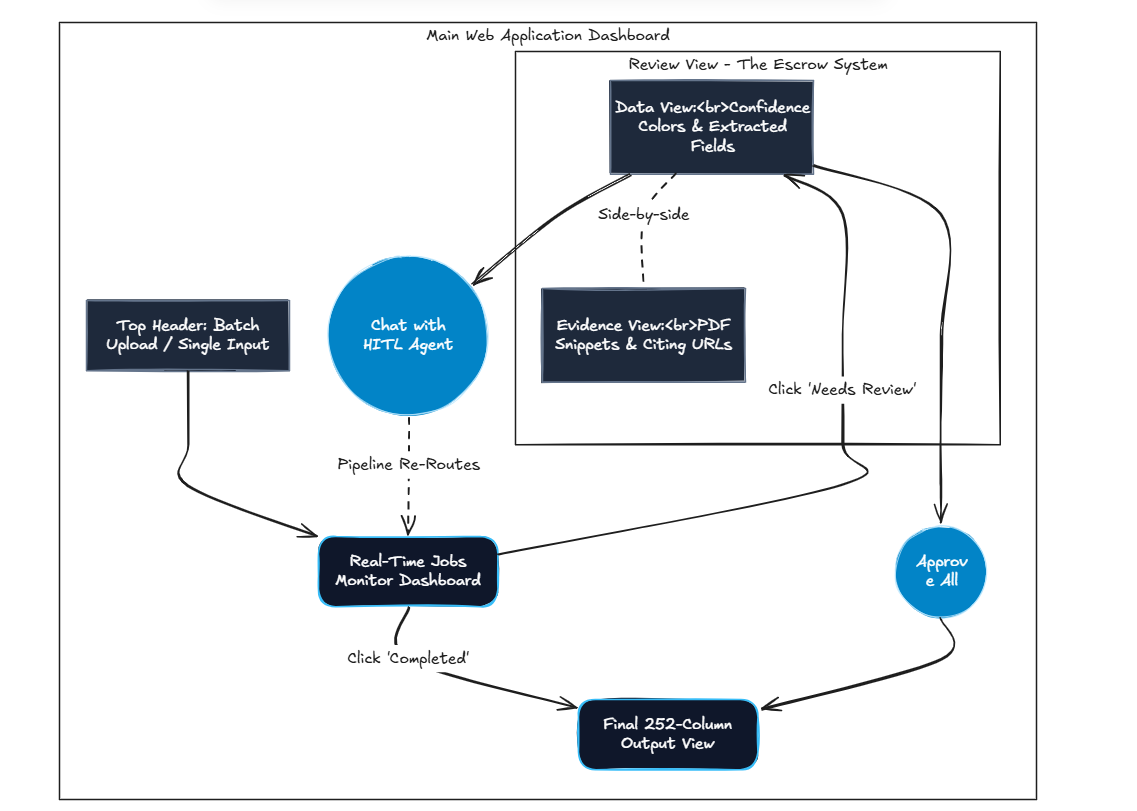 Main Web Application Dashboard
Review View - The Escrow System
Data View:<br>Confidence
Colors & Extracted
Fields
Side-by-side
Evidence View:<br>PDF
Snippets & Citing URLs
Top Header: Batch
Upload / Single Input
Chat with
HITL Agent
Click 'Needs Review'
Pipeline Re-Routes
Real-Time Jobs
Monitor Dashboard
Approv
e All
Click 'Completed'
Final 252-Column
Output View